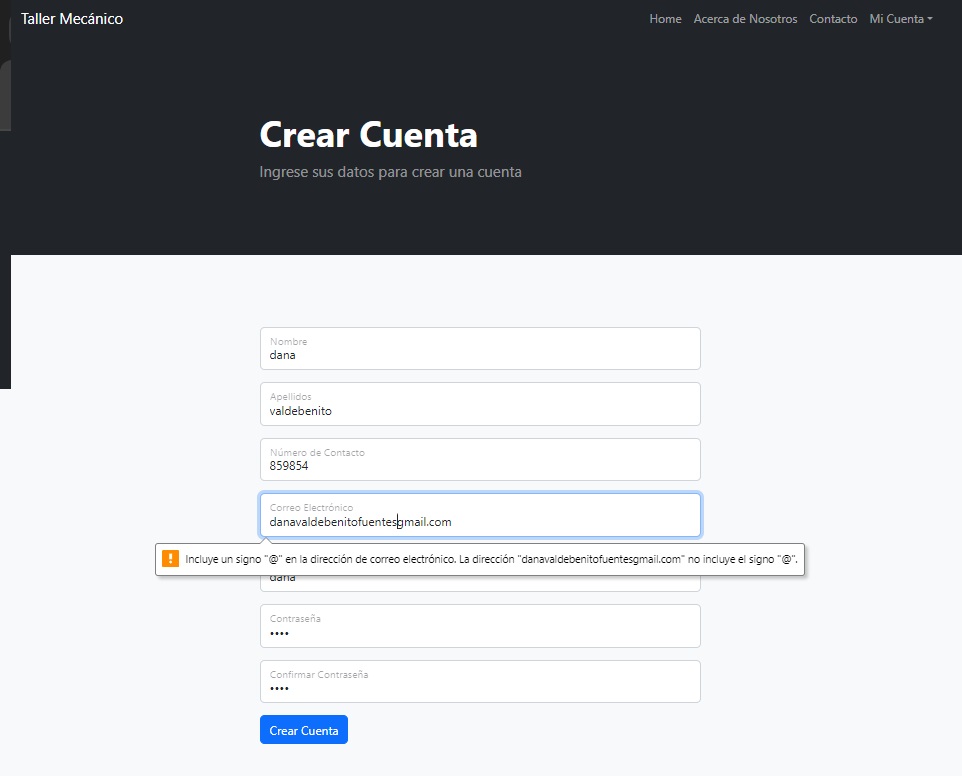 Taller Mecánico
Home Acerca de Nosotros Contacto Mi Cuenta
Crear Cuenta
Ingrese sus datos para crear una cuenta
Nombre
dana
Apellidos
valdebenito
Número de Contacto
859854
Correo Electrónico
danavaldebenitofuentesgmail.com
Incluye un signo "@" en la dirección de correo electrónico. La dirección "danavaldebenitofuentesgmail.com" no incluye el signo "@".
dana
Contraseña
••••
Confirmar Contraseña
••••
Crear Cuenta